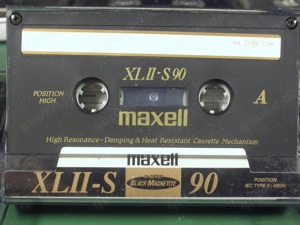 XLII-S90
POSITION
HIGH
A
maxell
High Resonance-Damping & Heat Resistant Cassette Mechanism
maxell
XLII-S
BLACK MAGNETITE
90
POSITION
IEC TYPE II • HIGH